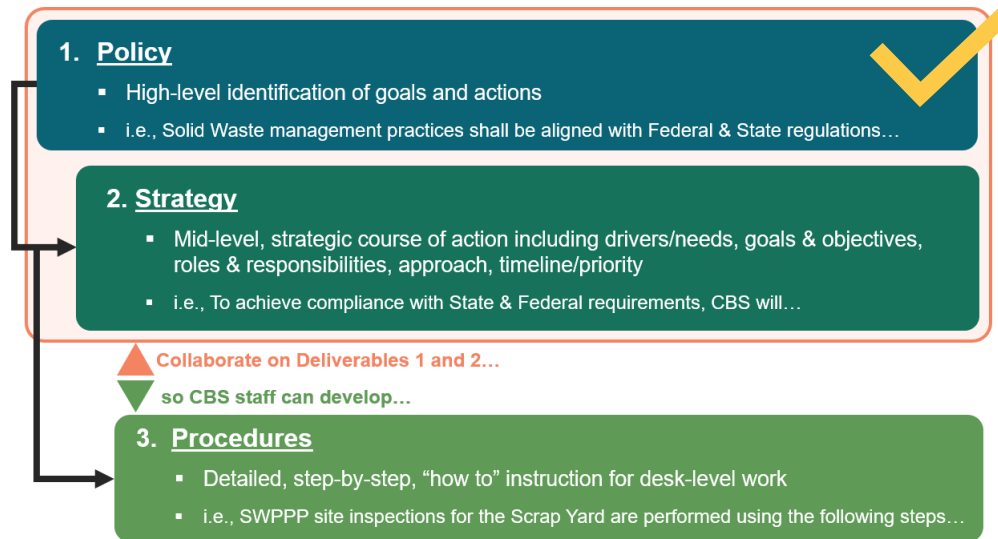 1. Policy
▪ High-level identification of goals and actions
▪ i.e., Solid Waste management practices shall be aligned with Federal & State regulations…
2. Strategy
▪ Mid-level, strategic course of action including drivers/needs, goals & objectives,
roles & responsibilities, approach, timeline/priority
▪ i.e., To achieve compliance with State & Federal requirements, CBS will…
Collaborate on Deliverables 1 and 2…
so CBS staff can develop…
3. Procedures
▪ Detailed, step-by-step, “how to” instruction for desk-level work
▪ i.e., SWPPP site inspections for the Scrap Yard are performed using the following steps…